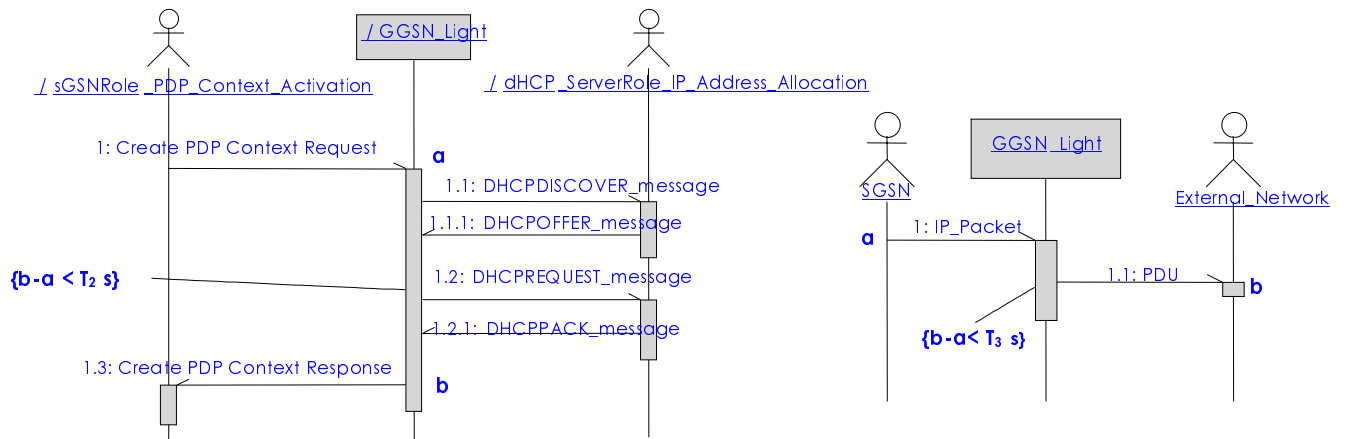 / GGSN_Light
/ sGSNRole _PDP_Context_Activation
/ dHCP _ServerRole_IP_Address_Allocation
1: Create PDP Context Request
a
1.1: DHCPDISCOVER_message
1.1.1: DHCPOFFER_message
{b-a < T₂ s}
1.2: DHCPREQUEST_message
1.2.1: DHCPPACK_message
1.3: Create PDP Context Response
b
GGSN_Light
SGSN
External_Network
a
1: IP_Packet
1.1: PDU
b
{b-a< T₃ s}